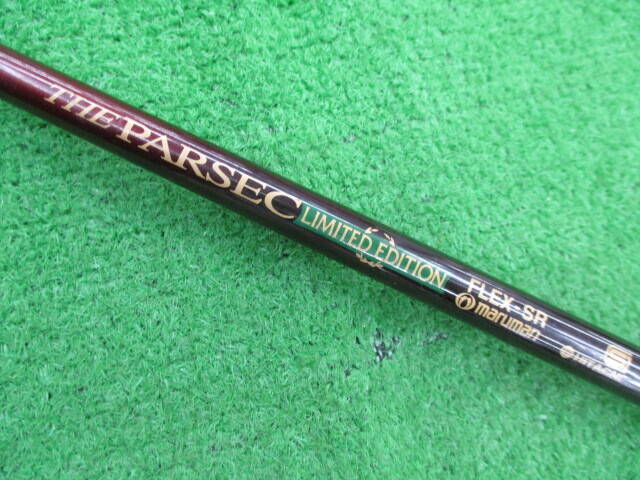 THE PARSEC
LIMITED EDITION
FLEX-SR
maruman